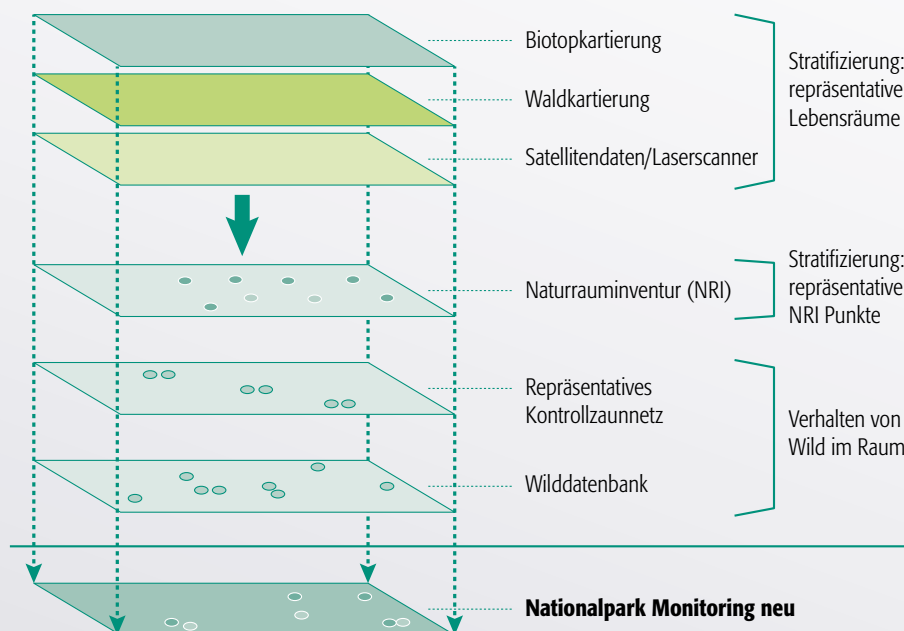 Biotopkartierung
Waldkartierung
Satellitendaten/Laserscanner
Stratifizierung:
repräsentative
Lebensräume
Naturrauminventur (NRI)
Stratifizierung:
repräsentative
NRI Punkte
Repräsentatives
Kontrollzaunnetz
Wilddatenbank
Verhalten von
Wild im Raum
Nationalpark Monitoring neu